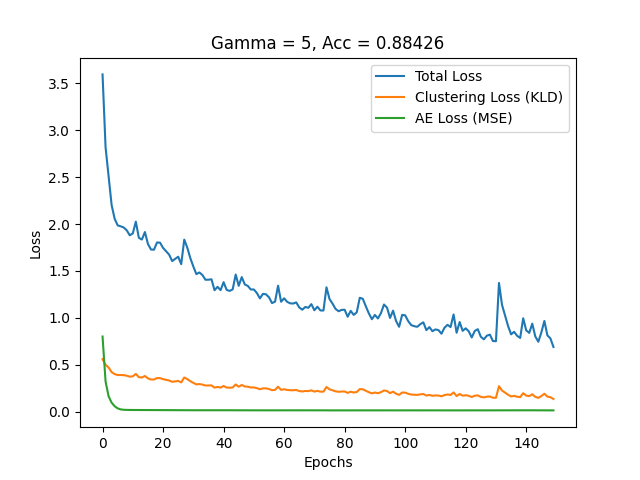 Gamma = 5, Acc = 0.88426
Total Loss
Clustering Loss (KLD)
AE Loss (MSE)
Loss
3.5
3.0
2.5
2.0
1.5
1.0
0.5
0.0
0 20 40 60 80 100 120 140
Epochs